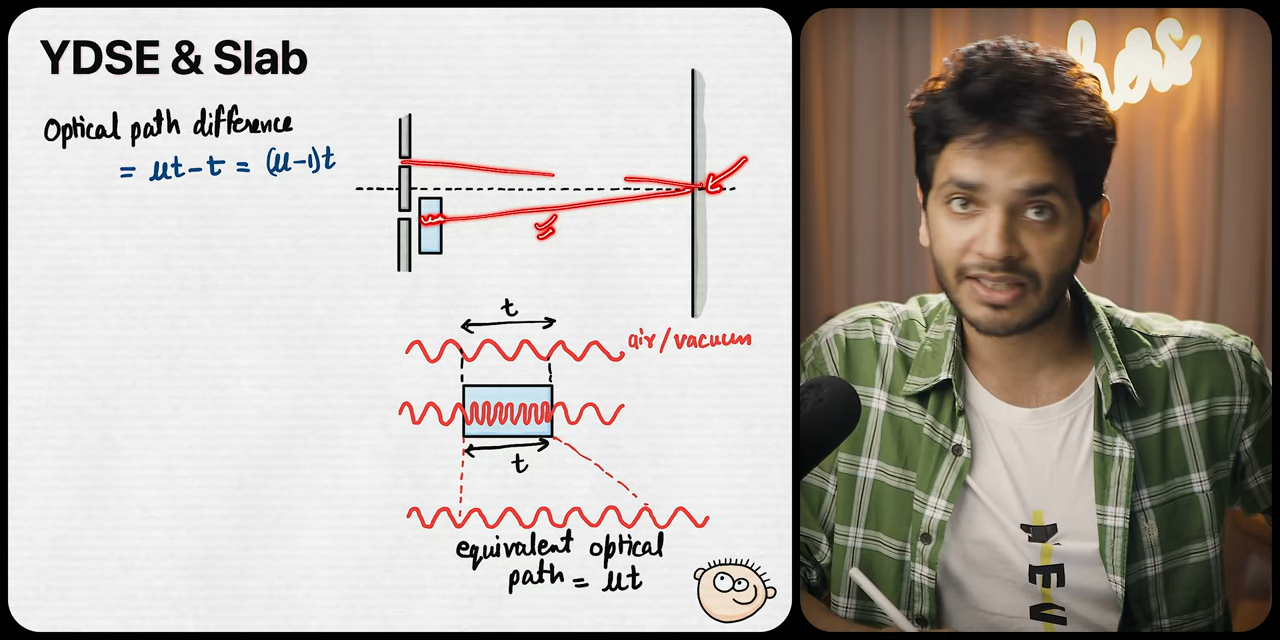 YDSE & Slab
Optical path difference
= μt - t = (μ-1)t
t
air/vacuum
t
equivalent optical
path = μt